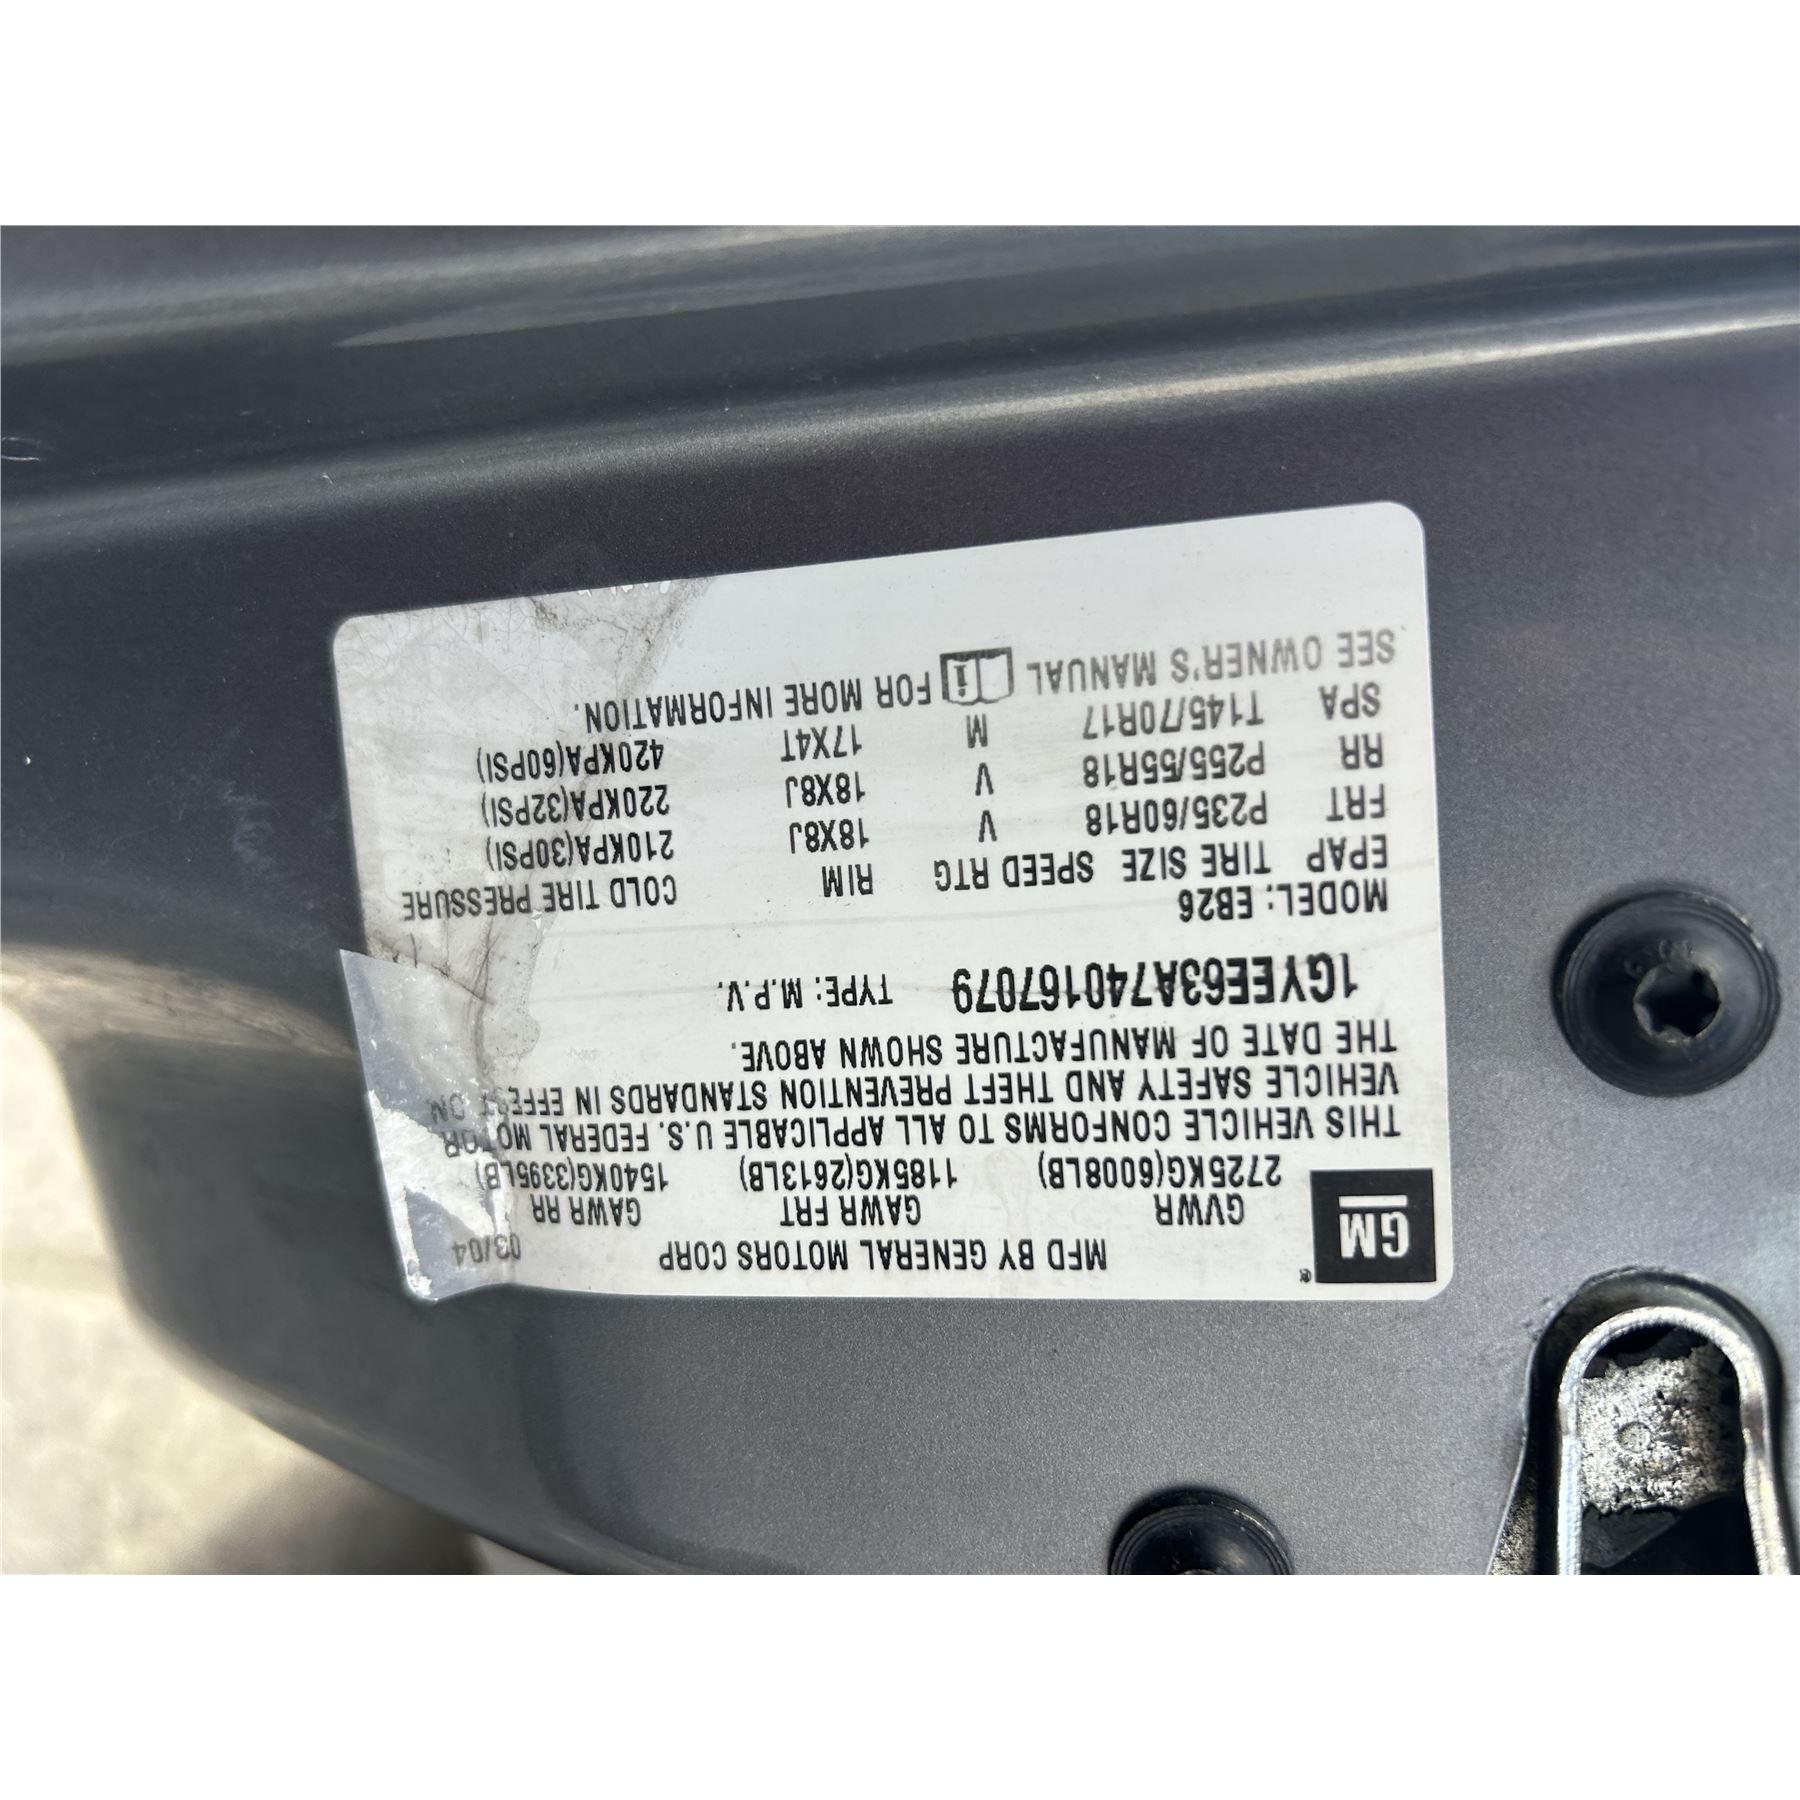 MFD BY GENERAL MOTORS CORP 03/04
GM ®
GVWR GAWR FRT GAWR RR
2725KG(6008LB) 1185KG(2613LB) 1540KG(3395LB)
THIS VEHICLE CONFORMS TO ALL APPLICABLE U.S. FEDERAL MOTOR
VEHICLE SAFETY AND THEFT PREVENTION STANDARDS IN EFFECT ON
THE DATE OF MANUFACTURE SHOWN ABOVE.
1GYEE63A740167079 TYPE: M.P.V.
MODEL: EB26
EPAP TIRE SIZE SPEED RTG RIM COLD TIRE PRESSURE
FRT P235/60R18 V 18X8J 210KPA(30PSI)
RR P255/55R18 V 18X8J 220KPA(32PSI)
SPA T145/70R17 M 17X4T 420KPA(60PSI)
SEE OWNER'S MANUAL i FOR MORE INFORMATION.